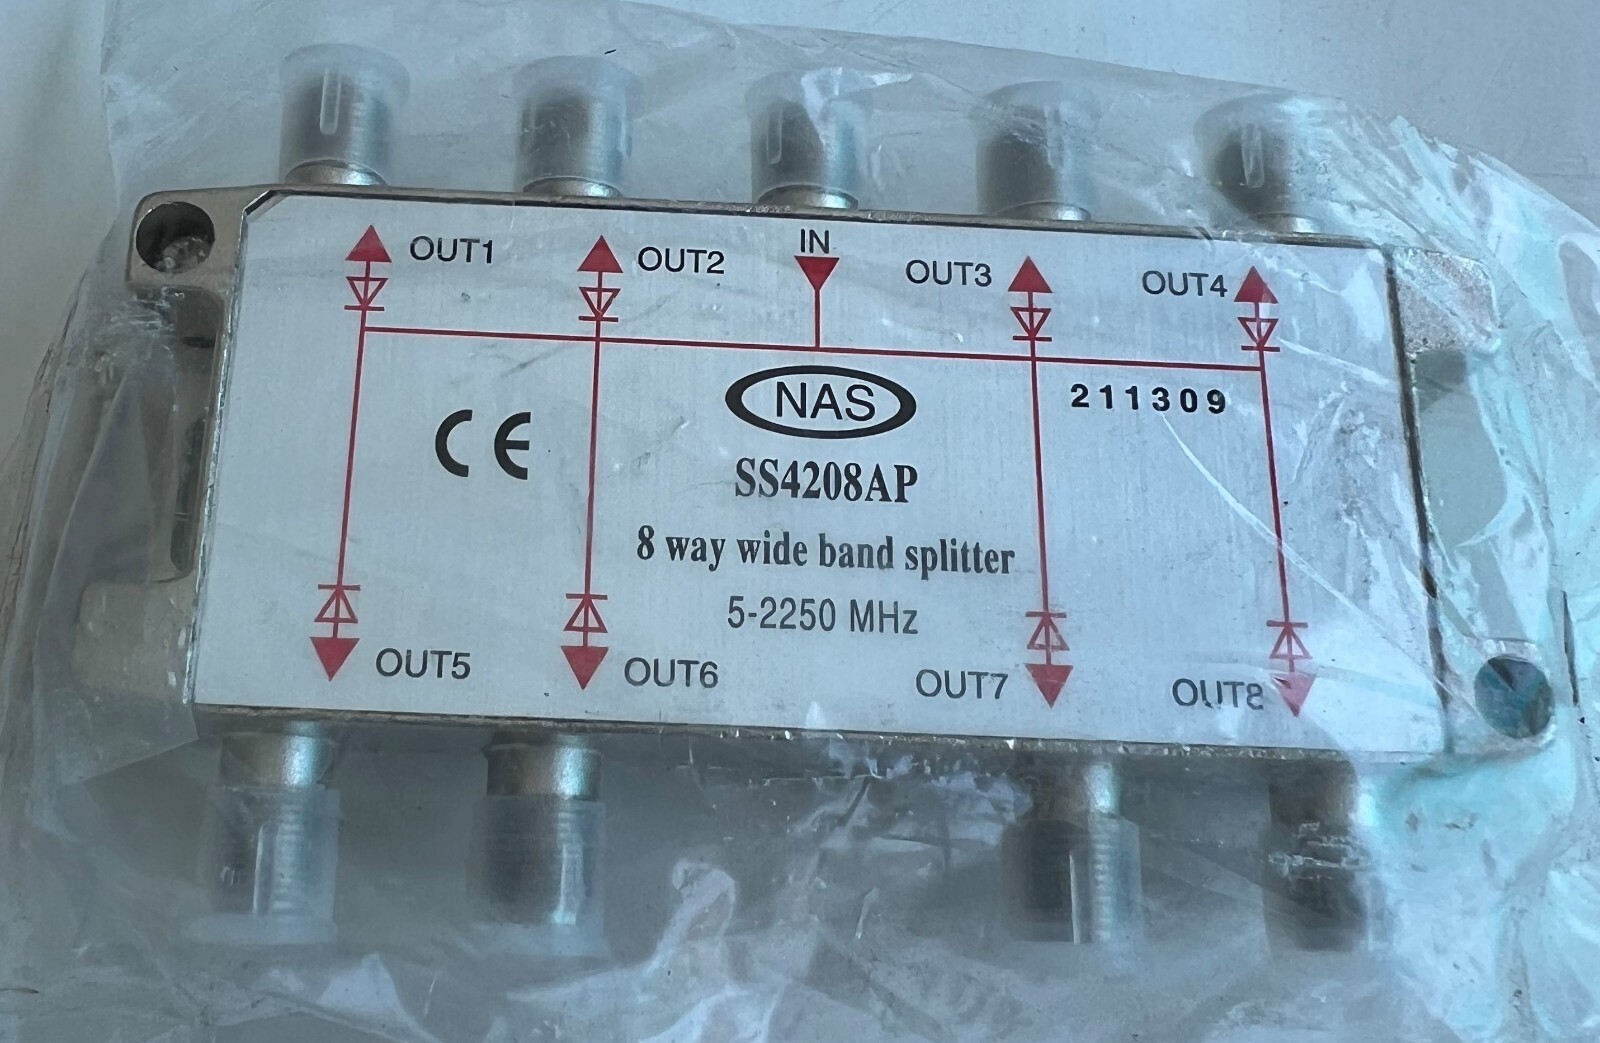 OUT1
OUT2
IN
OUT3
OUT4
NAS
211309
CE
SS4208AP
8 way wide band splitter
5-2250 MHz
OUT5
OUT6
OUT7
OUT8